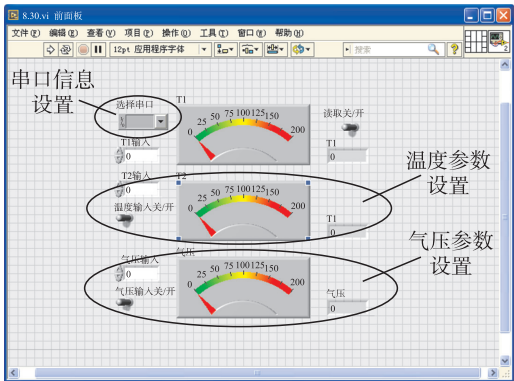 8.30.vi 前面板
文件(F) 编辑(E) 查看(V) 项目(P) 操作(O) 工具(T) 窗口(W) 帮助(H)
12pt 应用程序字体
搜索
?
串口信息
设置
选择串口
T1
0 25 50 75 100 125 150 200
读取关/开
T1输入
0
T1
0
T2输入
0
T2
0 25 50 75 100 125 150 200
温度输入关/开
T1
0
温度参数
设置
气压输入
0
气压
0 25 50 75 100 125 150 200
气压输入关/开
气压
0
气压参数
设置